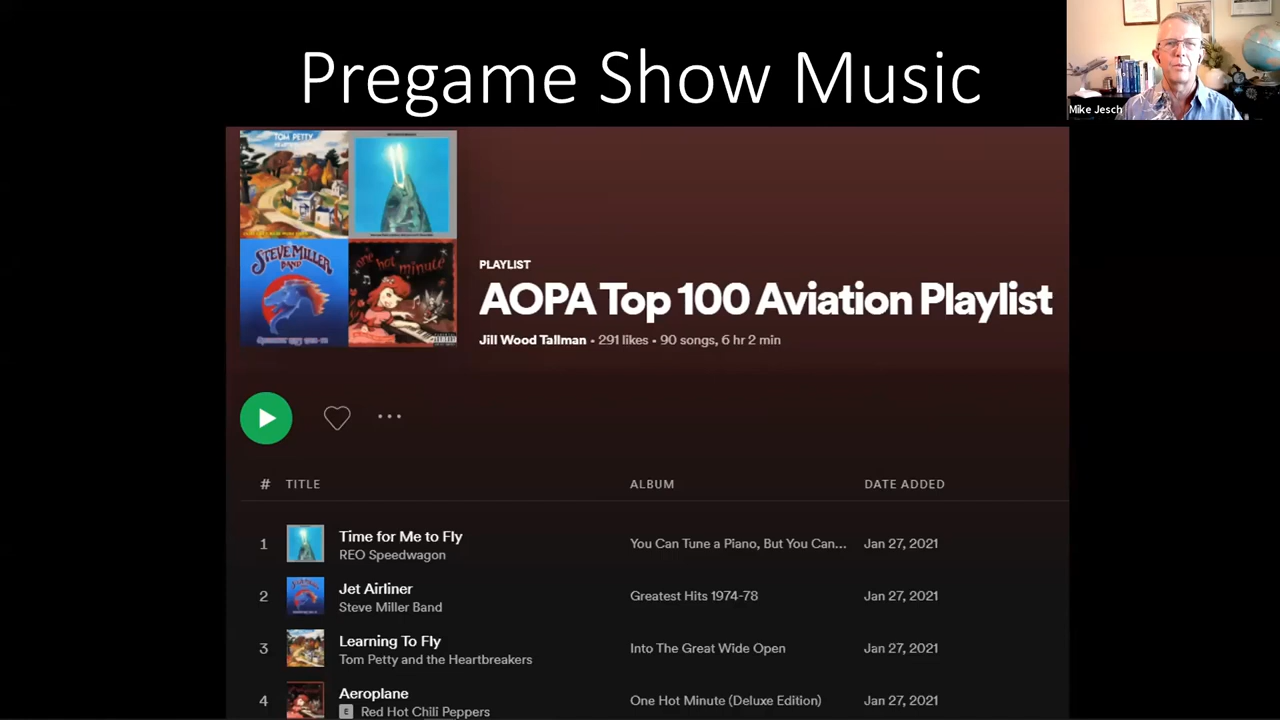 Pregame Show Music
Mike Jesch
TOM PETTY
STEVE MILLER
BAND
one hot minute
PLAYLIST
AOPA Top 100 Aviation Playlist
Jill Wood Tallman • 291 likes • 90 songs, 6 hr 2 min
# TITLE ALBUM DATE ADDED
1 Time for Me to Fly You Can Tune a Piano, But You Can... Jan 27, 2021
REO Speedwagon
2 Jet Airliner Greatest Hits 1974-78 Jan 27, 2021
Steve Miller Band
3 Learning To Fly Into The Great Wide Open Jan 27, 2021
Tom Petty and the Heartbreakers
4 Aeroplane One Hot Minute (Deluxe Edition) Jan 27, 2021
E Red Hot Chili Peppers